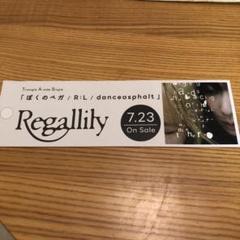 Triangle A-side Single
「ぼくのベガ / R:L / danceasphalt」
Regallily
7.23
On Sale